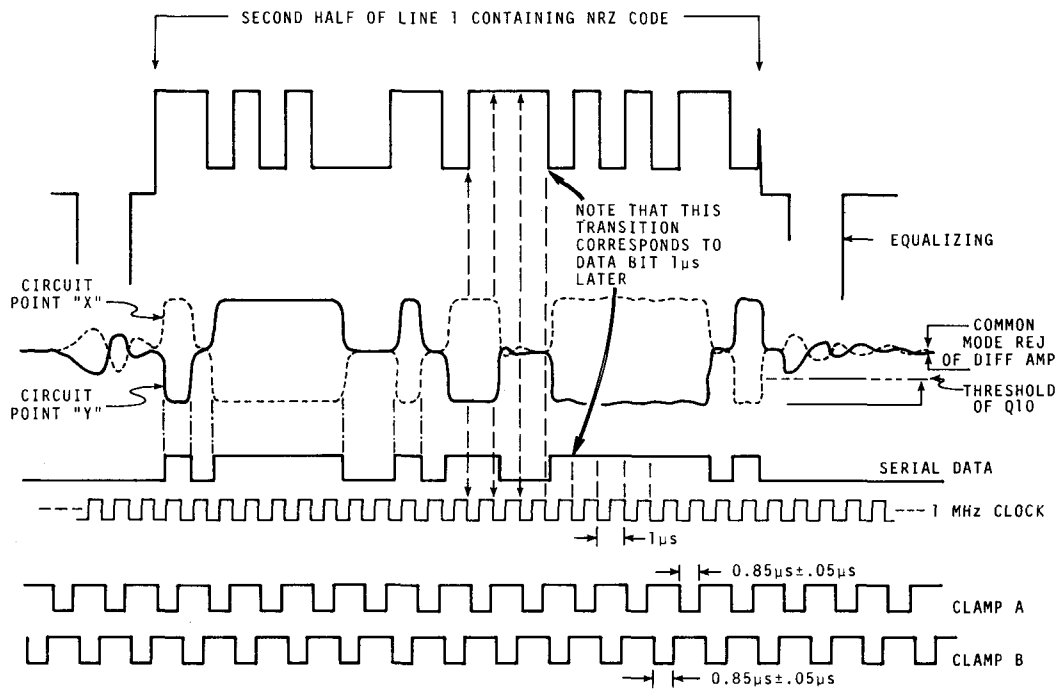 SECOND HALF OF LINE 1 CONTAINING NRZ CODE
NOTE THAT THIS
TRANSITION
CORRESPONDS TO
DATA BIT 1µs
LATER
EQUALIZING
CIRCUIT
POINT "X"
COMMON
MODE REJ
OF DIFF AMP
CIRCUIT
POINT "Y"
THRESHOLD
OF Q10
SERIAL DATA
1 MHz CLOCK
1µs
0.85µs±.05µs
CLAMP A
CLAMP B
0.85µs±.05µs